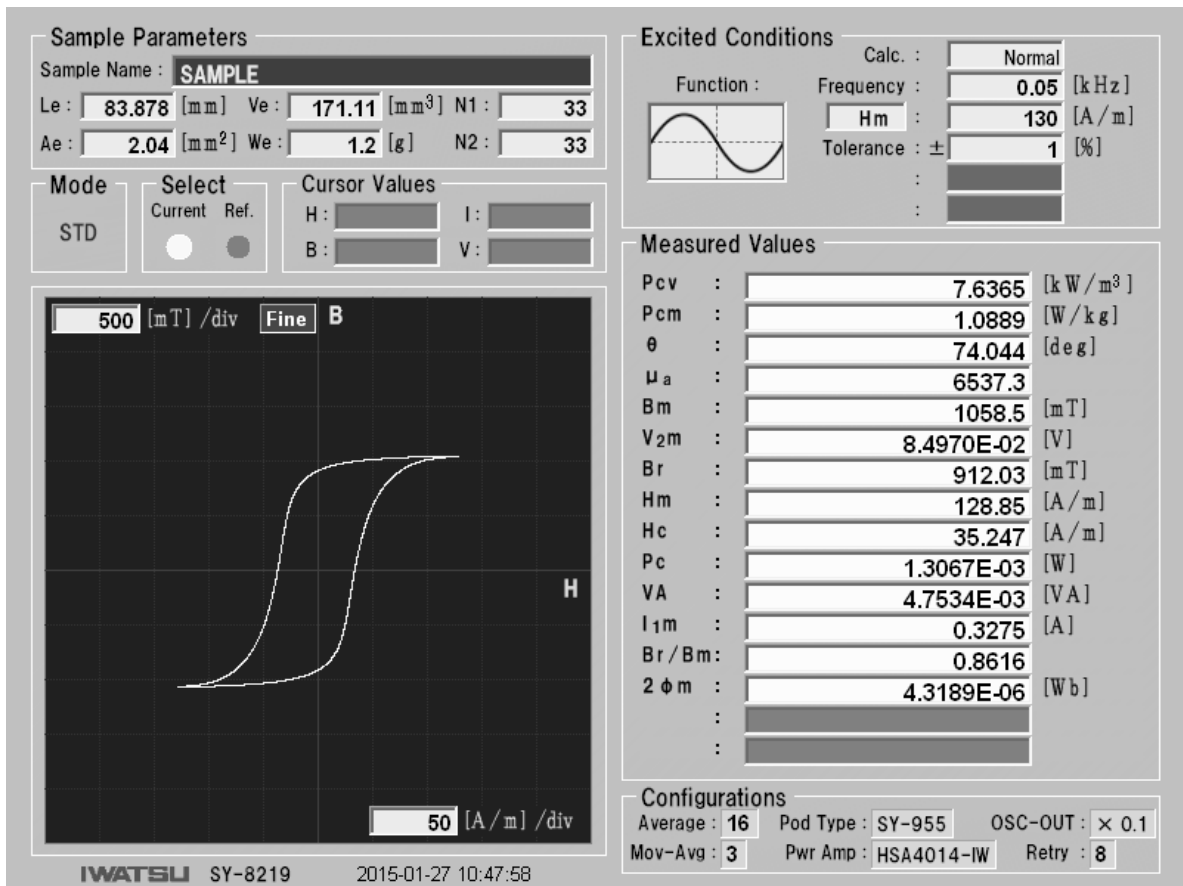 Sample Parameters
Sample Name : SAMPLE
Le : 83.878 [mm] Ve : 171.11 [mm³] N1 : 33
Ae : 2.04 [mm²] We : 1.2 [g] N2 : 33
Mode
STD
Select
Current Ref.
Cursor Values
H : I :
B : V :
500 [mT] /div Fine B
H
50 [A/m] /div
IWATSU SY-8219 2015-01-27 10:47:58
Excited Conditions
Function :
Calc. : Normal
Frequency : 0.05 [kHz]
Hm : 130 [A/m]
Tolerance : ± 1 [%]
:
:
Measured Values
Pcv : 7.6365 [kW/m³]
Pcm : 1.0889 [W/kg]
θ : 74.044 [deg]
μa : 6537.3
Bm : 1058.5 [mT]
V2m : 8.4970E-02 [V]
Br : 912.03 [mT]
Hm : 128.85 [A/m]
Hc : 35.247 [A/m]
Pc : 1.3067E-03 [W]
VA : 4.7534E-03 [VA]
I1m : 0.3275 [A]
Br/Bm: 0.8616
2φm : 4.3189E-06 [Wb]
:
:
Configurations
Average : 16 Pod Type : SY-955 OSC-OUT : × 0.1
Mov-Avg : 3 Pwr Amp : HSA4014-IW Retry : 8